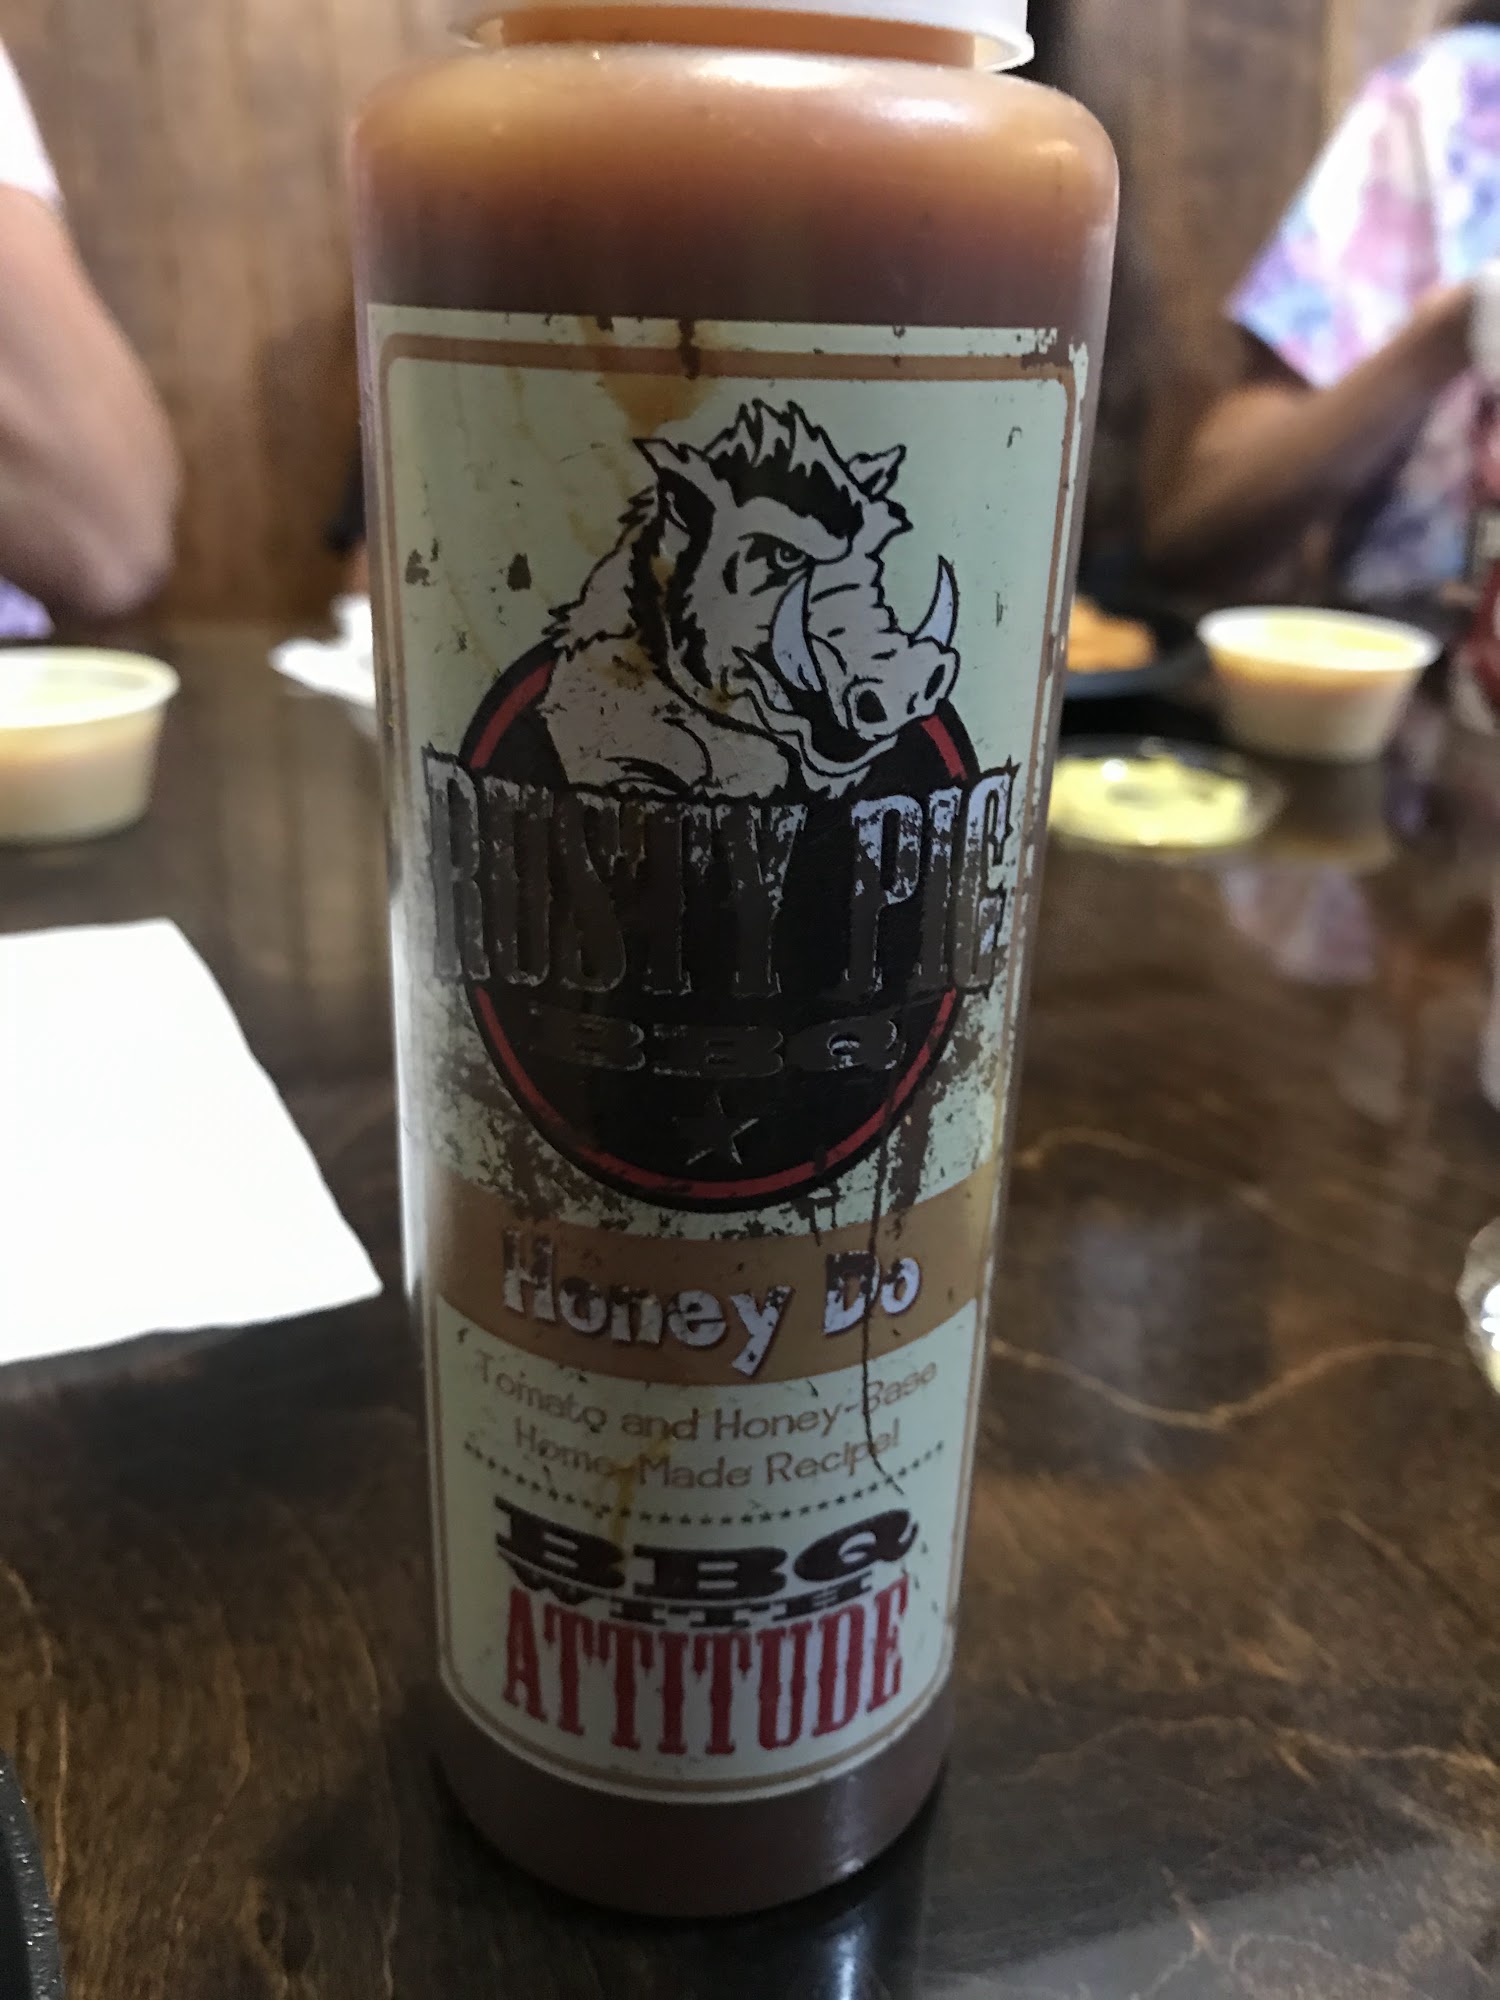 RUSTY PIG
BBQ
Honey Do
Tomato and Honey-Base
Home-Made Recipe!
BBQ
WITH
ATTITUDE